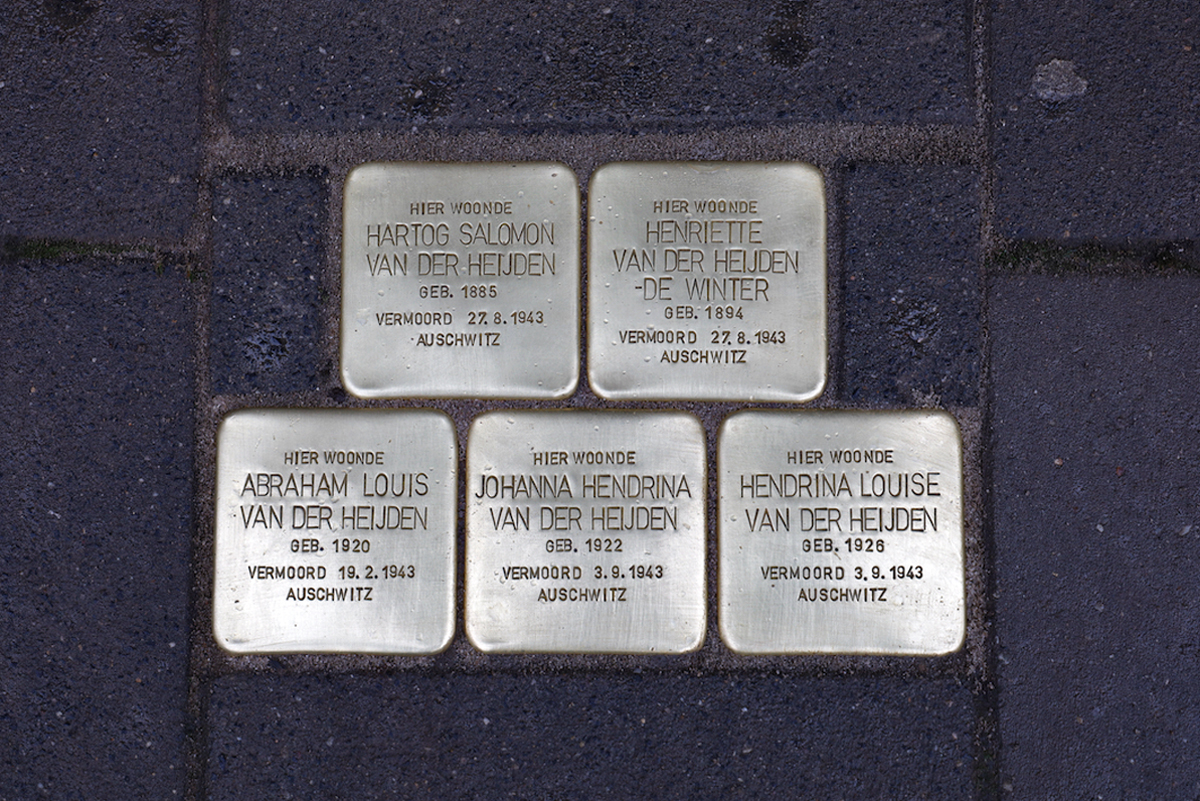 HIER WOONDE
HARTOG SALOMON
VAN DER HEIJDEN
GEB. 1885
VERMOORD 27.8.1943
AUSCHWITZ
HIER WOONDE
HENRIETTE
VAN DER HEIJDEN
-DE WINTER
GEB. 1894
VERMOORD 27.8.1943
AUSCHWITZ
HIER WOONDE
ABRAHAM LOUIS
VAN DER HEIJDEN
GEB. 1920
VERMOORD 19.2.1943
AUSCHWITZ
HIER WOONDE
JOHANNA HENDRINA
VAN DER HEIJDEN
GEB. 1922
VERMOORD 3.9.1943
AUSCHWITZ
HIER WOONDE
HENDRINA LOUISE
VAN DER HEIJDEN
GEB. 1926
VERMOORD 3.9.1943
AUSCHWITZ